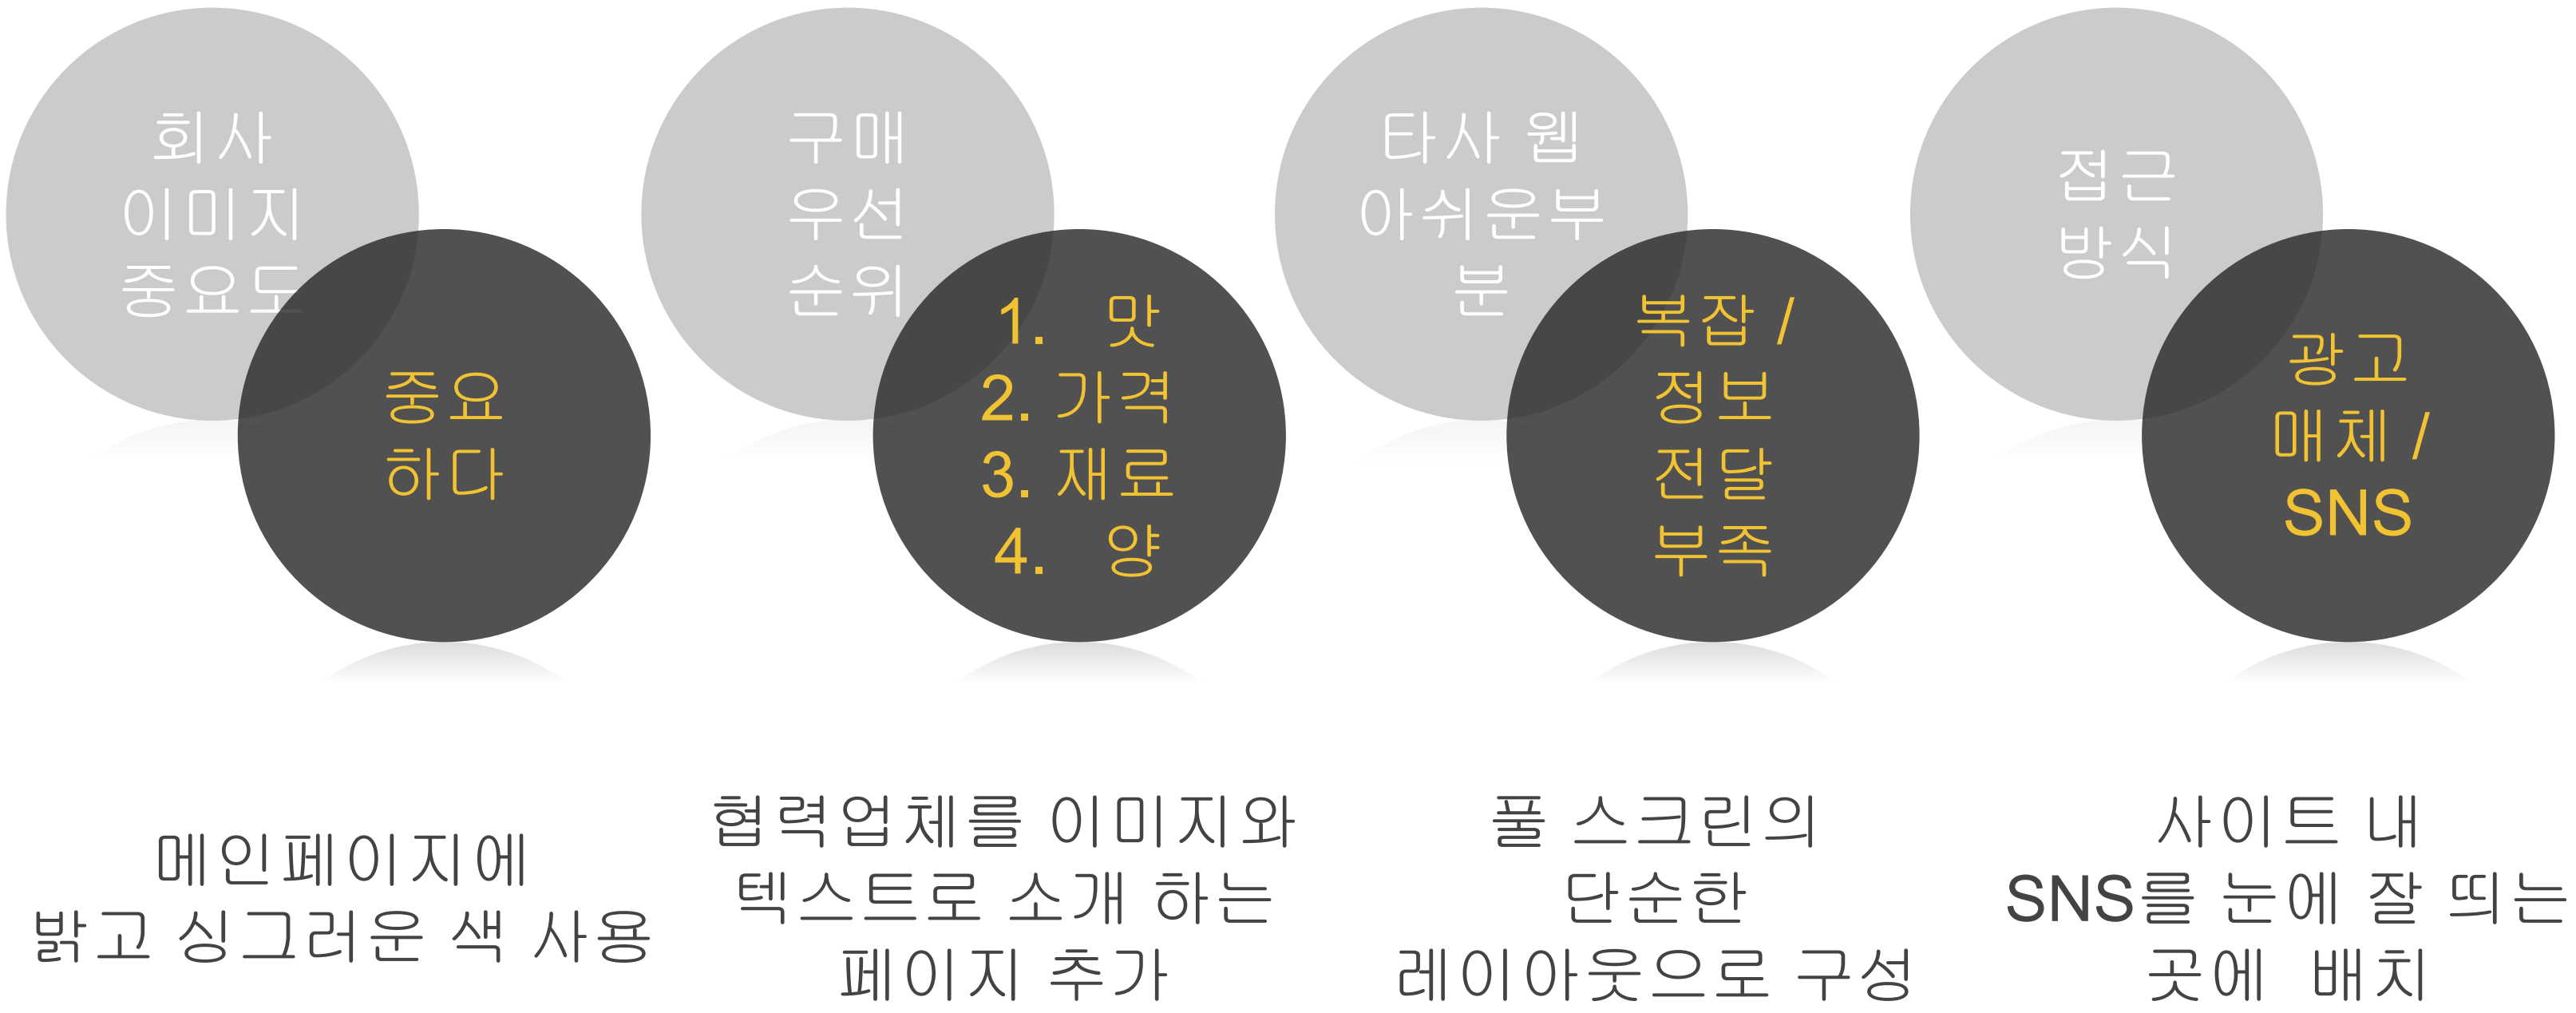 회사
이미지
중요도
중요
하다
구매
우선
순위
1. 맛
2. 가격
3. 재료
4. 양
타사 웹
아쉬운부
분
복잡 /
정보
전달
부족
접근
방식
광고
매체 /
SNS
메인페이지에
밝고 싱그러운 색 사용
협력업체를 이미지와
텍스트로 소개 하는
페이지 추가
풀 스크린의
단순한
레이아웃으로 구성
사이트 내
SNS를 눈에 잘 띄는
곳에 배치